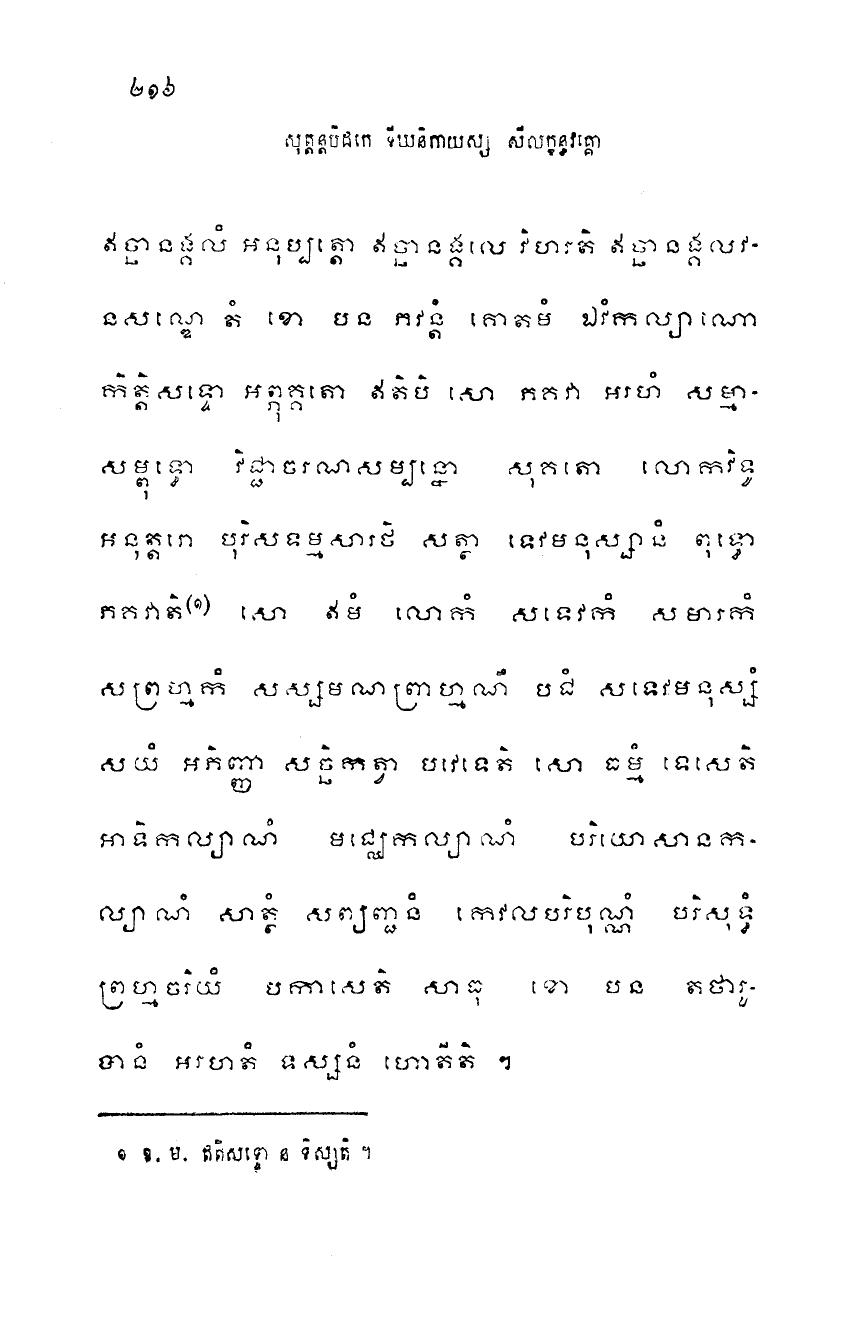 ២១៦
សុត្តន្តបិដកេ ទីឃនិកាយស្ស សីលក្ខន្ធវគ្គោ
ឥច្ឆានង្គលំ អនុប្បត្តោ ឥច្ឆានង្គលេ វិហរតិ ឥច្ឆានង្គលវ-
នសណ្ឌេ តំ ខោ បន ភវន្តំ គោតមំ ឯវំកល្យាណោ
កិត្តិសទ្ទោ អព្ភុគ្គតោ ឥតិបិ សោ ភគវា អរហំ សម្មា-
សម្ពុទ្ធោ វិជ្ជាចរណសម្បន្នោ សុគតោ លោកវិទូ
អនុត្តរោ បុរិសទម្មសារថិ សត្ថា ទេវមនុស្សានំ ពុទ្ធោ
ភគវាតិ(១) សោ ឥមំ លោកំ សទេវកំ សមារកំ
សព្រហ្មកំ សស្សមណព្រាហ្មណឹ បជំ សទេវមនុស្សំ
សយំ អភិញ្ញា សច្ឆិកត្វា បវេទេតិ សោ ធម្មំ ទេសេតិ
អាទិកល្យាណំ មជ្ឈេកល្យាណំ បរិយោសានក-
ល្យាណំ សាត្ថំ សព្យញ្ជនំ កេវលបរិបុណ្ណំ បរិសុទ្ធំ
ព្រហ្មចរិយំ បកាសេតិ សាធុ ខោ បន តថារូ-
បានំ អរហតំ ទស្សនំ ហោតីតិ ។
១ ឱ. ម. ឥតិសទ្ទោ ន ទិស្សតិ ។